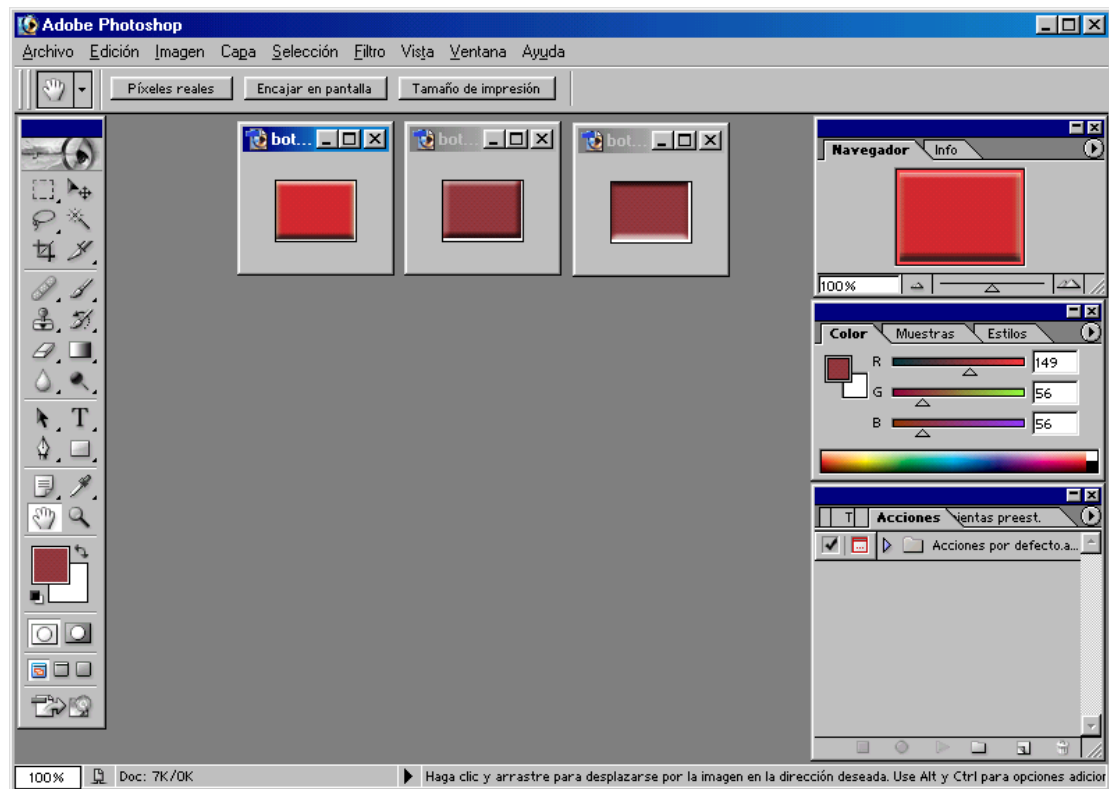 Adobe Photoshop
Archivo Edición Imagen Capa Selección Filtro Vista Ventana Ayuda
Píxeles reales Encajar en pantalla Tamaño de impresión
bot... bot... bot...
Navegador Info
100%
Color Muestras Estilos
R 149
G 56
B 56
T
T Acciones ientas preest.
Acciones por defecto.a...
100% Doc: 7K/0K Haga clic y arrastre para desplazarse por la imagen en la dirección deseada. Use Alt y Ctrl para opciones adicior